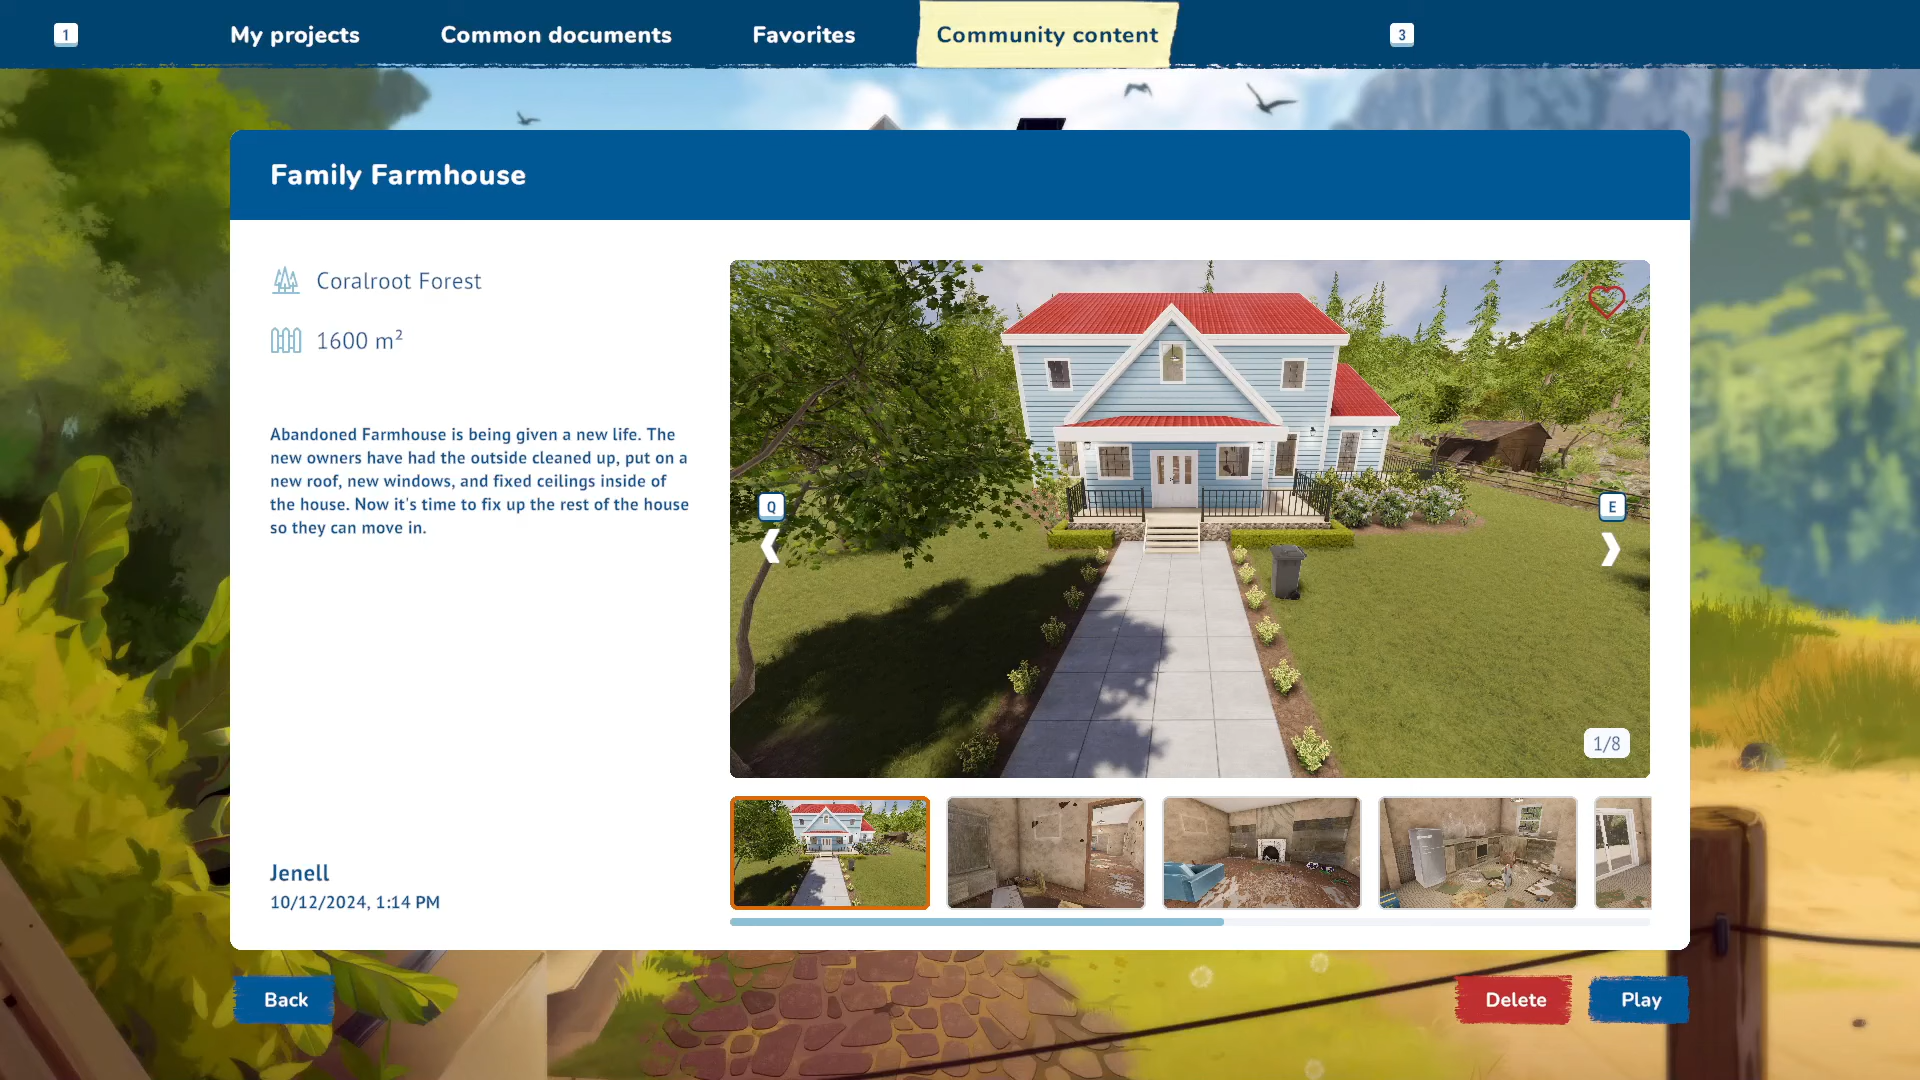 1
My projects
Common documents
Favorites
Community content
3
Family Farmhouse
Coralroot Forest
1600 m²
Abandoned Farmhouse is being given a new life. The
new owners have had the outside cleaned up, put on a
new roof, new windows, and fixed ceilings inside of
the house. Now it's time to fix up the rest of the house
so they can move in.
Q
E
1/8
Jenell
10/12/2024, 1:14 PM
Back
Delete
Play